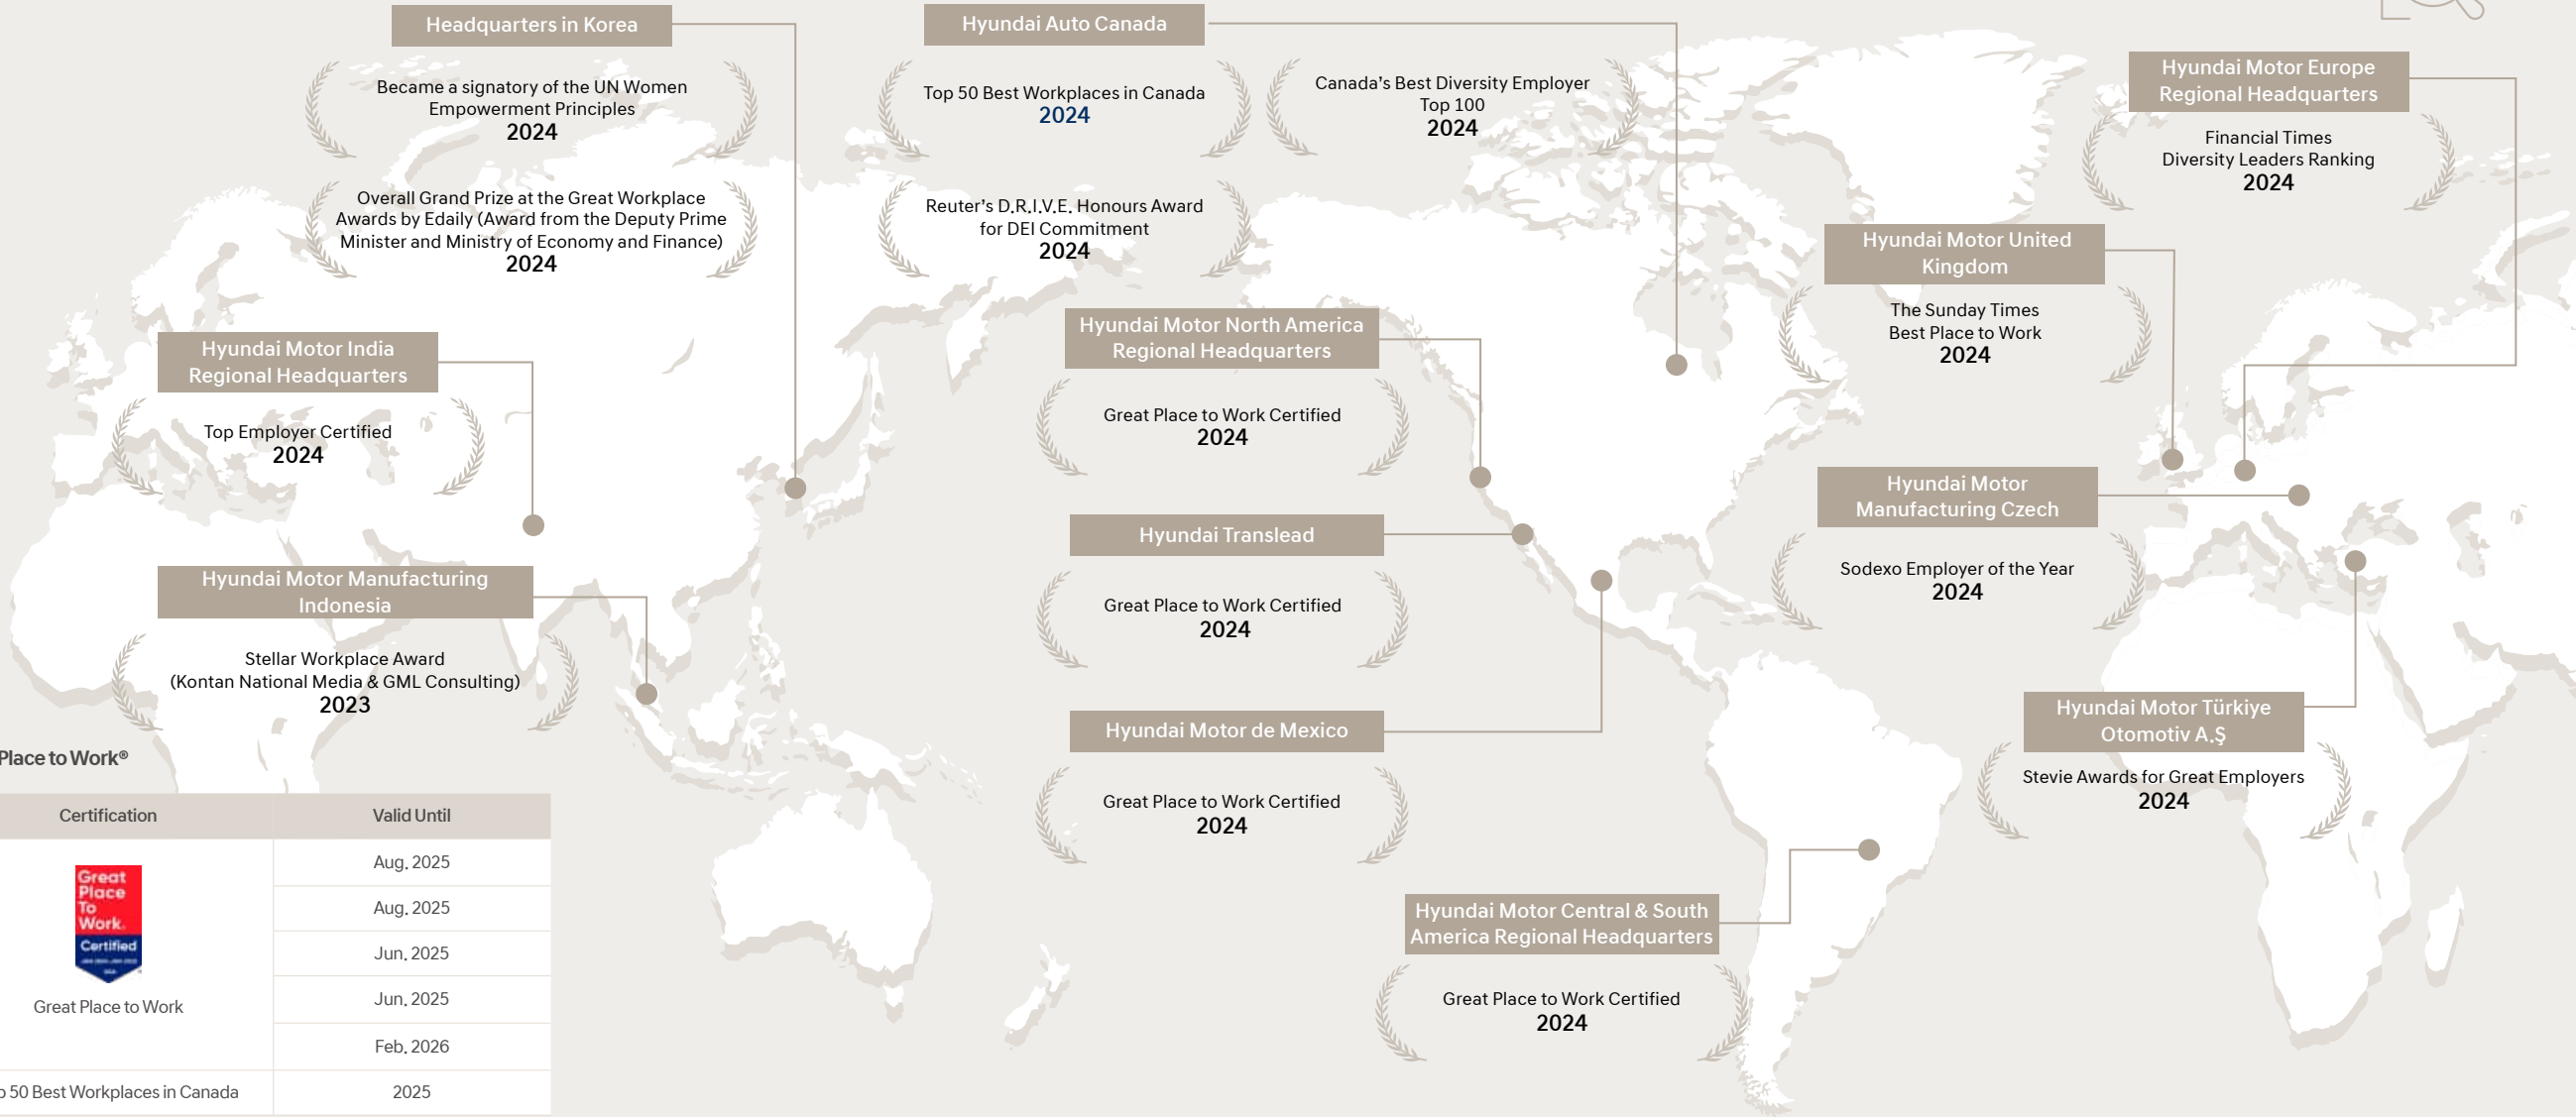 Headquarters in Korea
Became a signatory of the UN Women
Empowerment Principles
2024
Overall Grand Prize at the Great Workplace
Awards by Edaily (Award from the Deputy Prime
Minister and Ministry of Economy and Finance)
2024
Hyundai Auto Canada
Top 50 Best Workplaces in Canada
2024
Canada's Best Diversity Employer
Top 100
2024
Reuter's D.R.I.V.E. Honours Award
for DEI Commitment
2024
Hyundai Motor Europe
Regional Headquarters
Financial Times
Diversity Leaders Ranking
2024
Hyundai Motor United
Kingdom
The Sunday Times
Best Place to Work
2024
Hyundai Motor India
Regional Headquarters
Top Employer Certified
2024
Hyundai Motor North America
Regional Headquarters
Great Place to Work Certified
2024
Hyundai Motor
Manufacturing Czech
Sodexo Employer of the Year
2024
Hyundai Translead
Great Place to Work Certified
2024
Hyundai Motor Manufacturing
Indonesia
Stellar Workplace Award
(Kontan National Media & GML Consulting)
2023
Hyundai Motor de Mexico
Great Place to Work Certified
2024
Hyundai Motor Türkiye
Otomotiv A.Ş
Stevie Awards for Great Employers
2024
Hyundai Motor Central & South
America Regional Headquarters
Great Place to Work Certified
2024
Place to Work®
Certification
Valid Until
Great
Place
To
Work.
Certified
Great Place to Work
Aug. 2025
Aug. 2025
Jun. 2025
Jun. 2025
Feb. 2026
50 Best Workplaces in Canada
2025